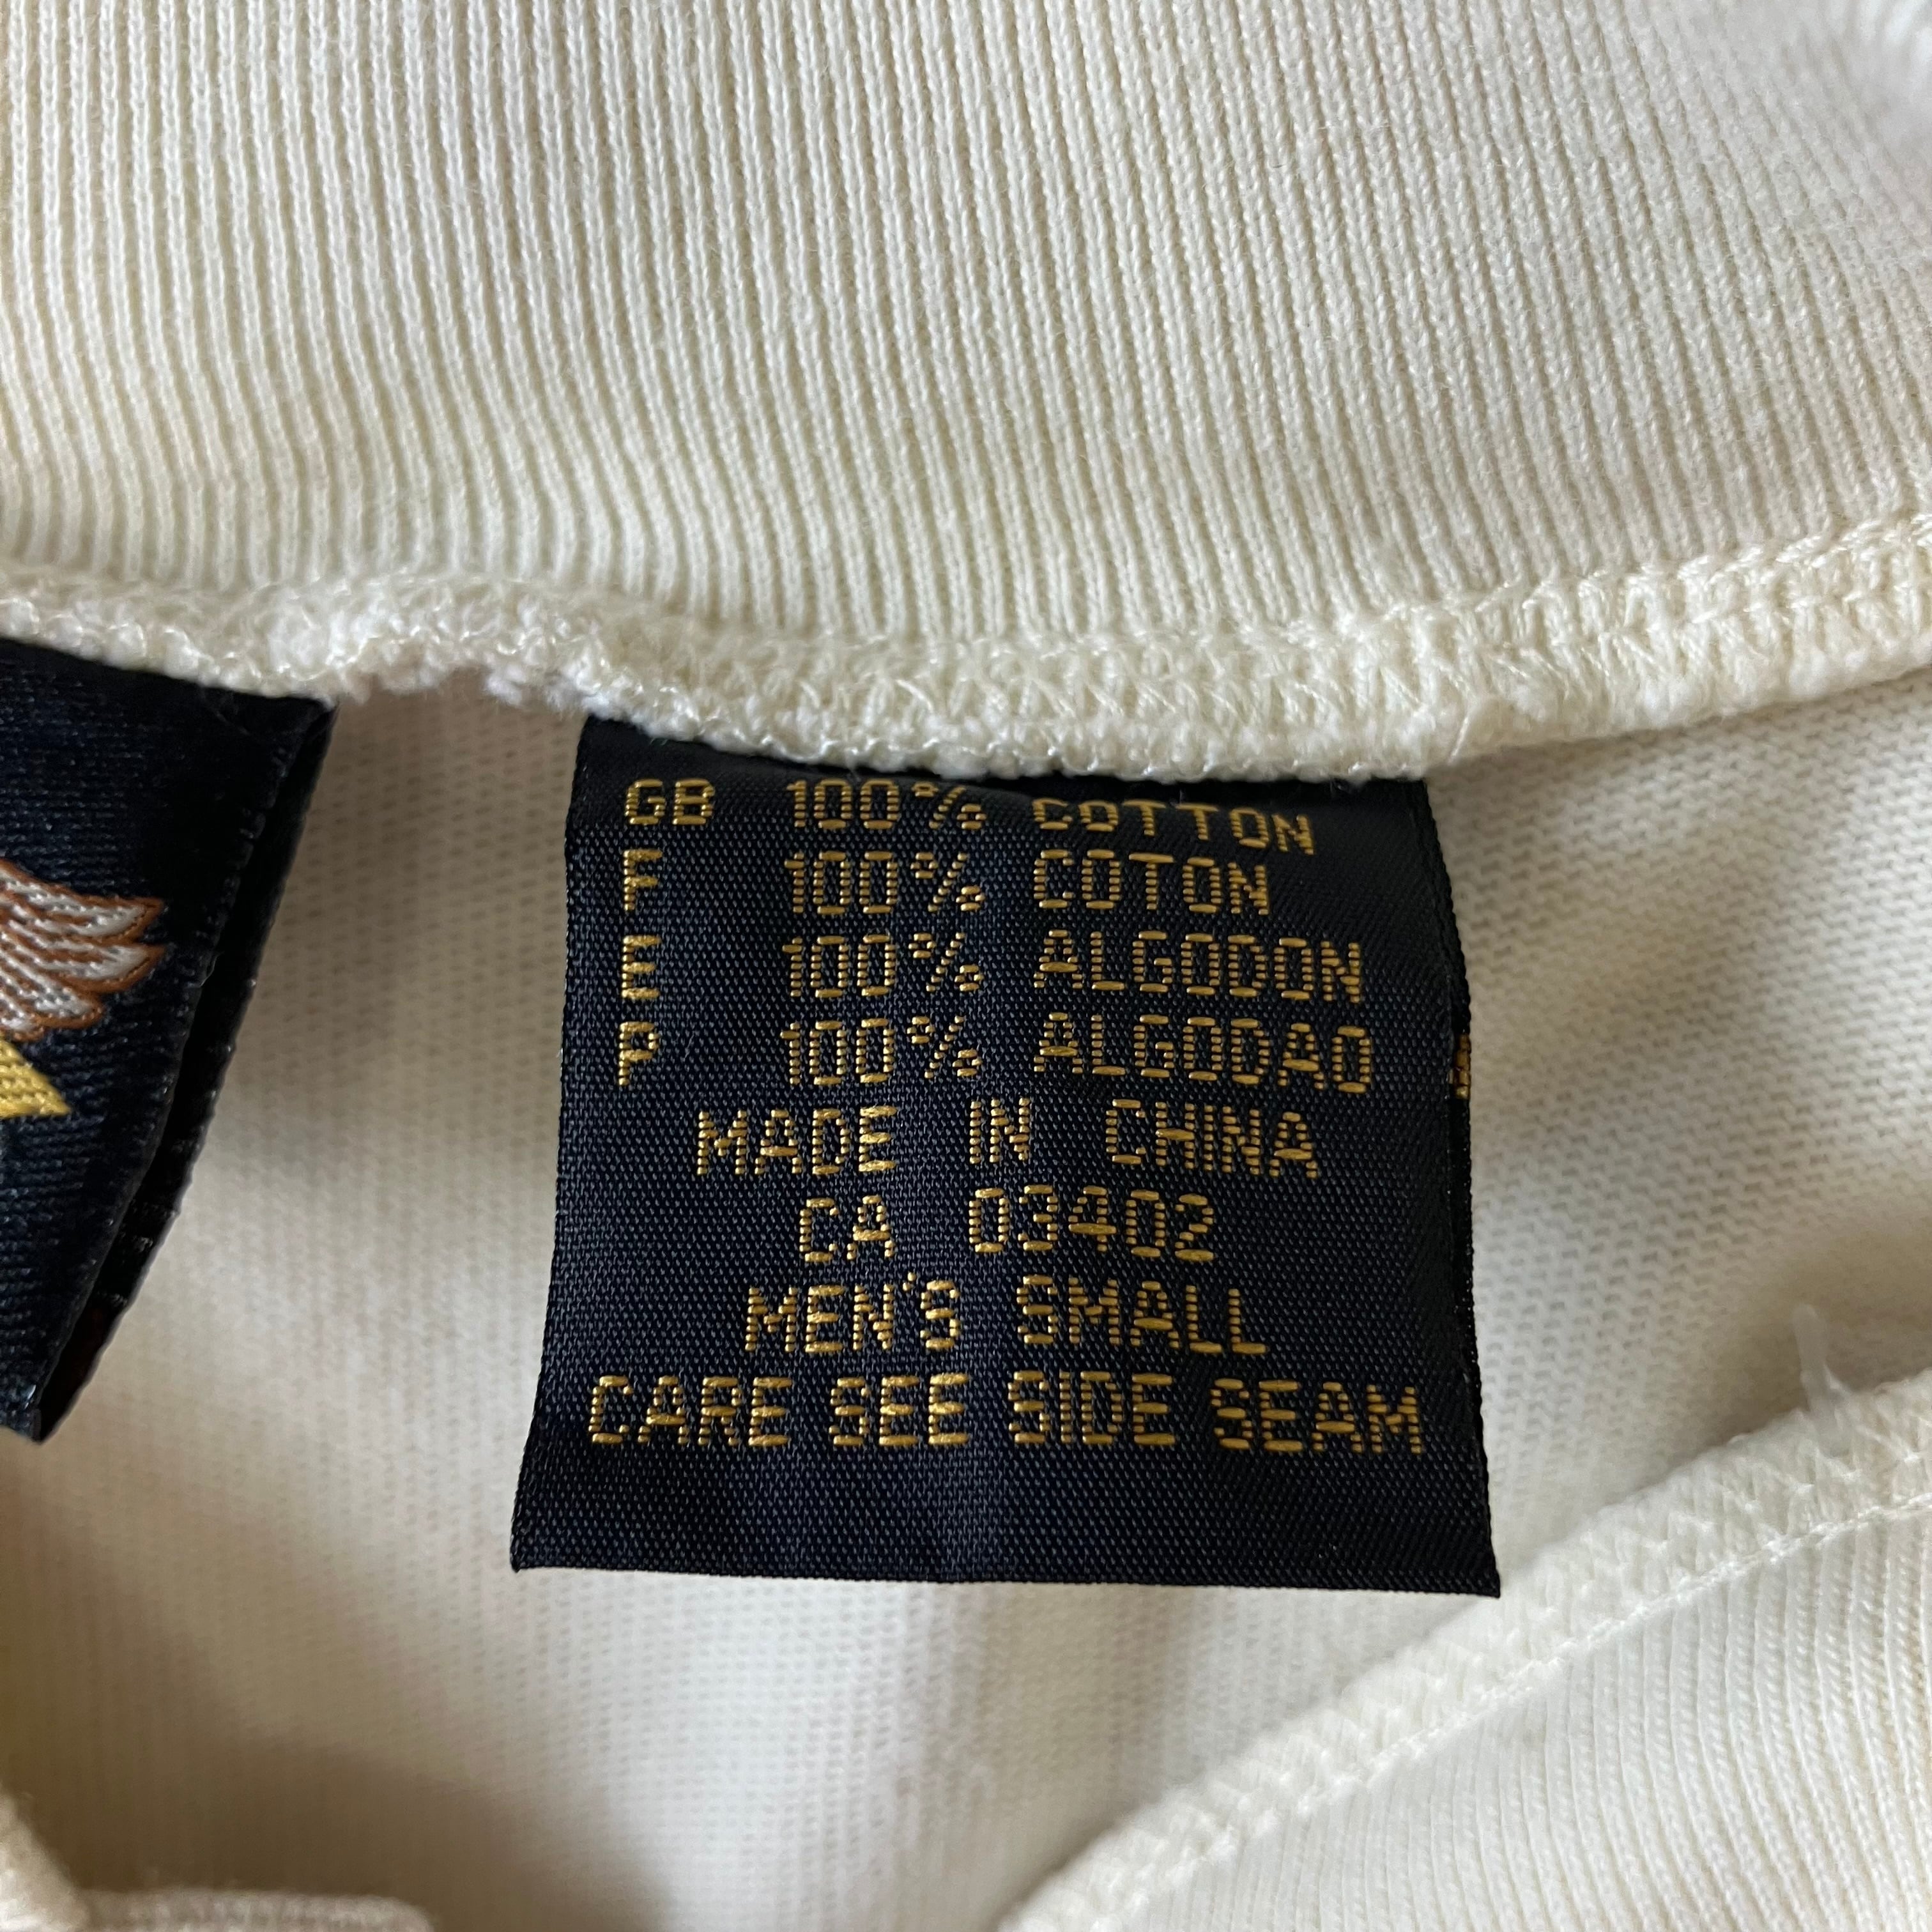 GB 100% COTTON
F 100% COTON
E 100% ALGODON
P 100% ALGODAO
MADE IN CHINA
CA 03402
MEN'S SMALL
CARE SEE SIDE SEAM